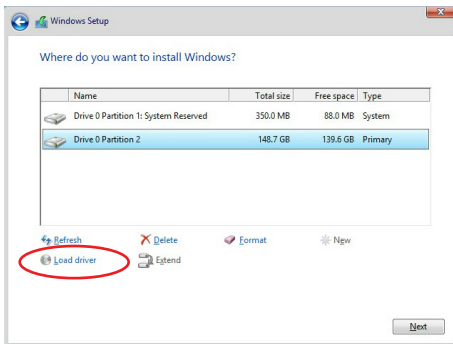 Windows Setup
Where do you want to install Windows?
Name Total size Free space Type
Drive 0 Partition 1: System Reserved 350.0 MB 88.0 MB System
Drive 0 Partition 2 148.7 GB 139.6 GB Primary
Refresh Delete Format New
Load driver Extend
Next